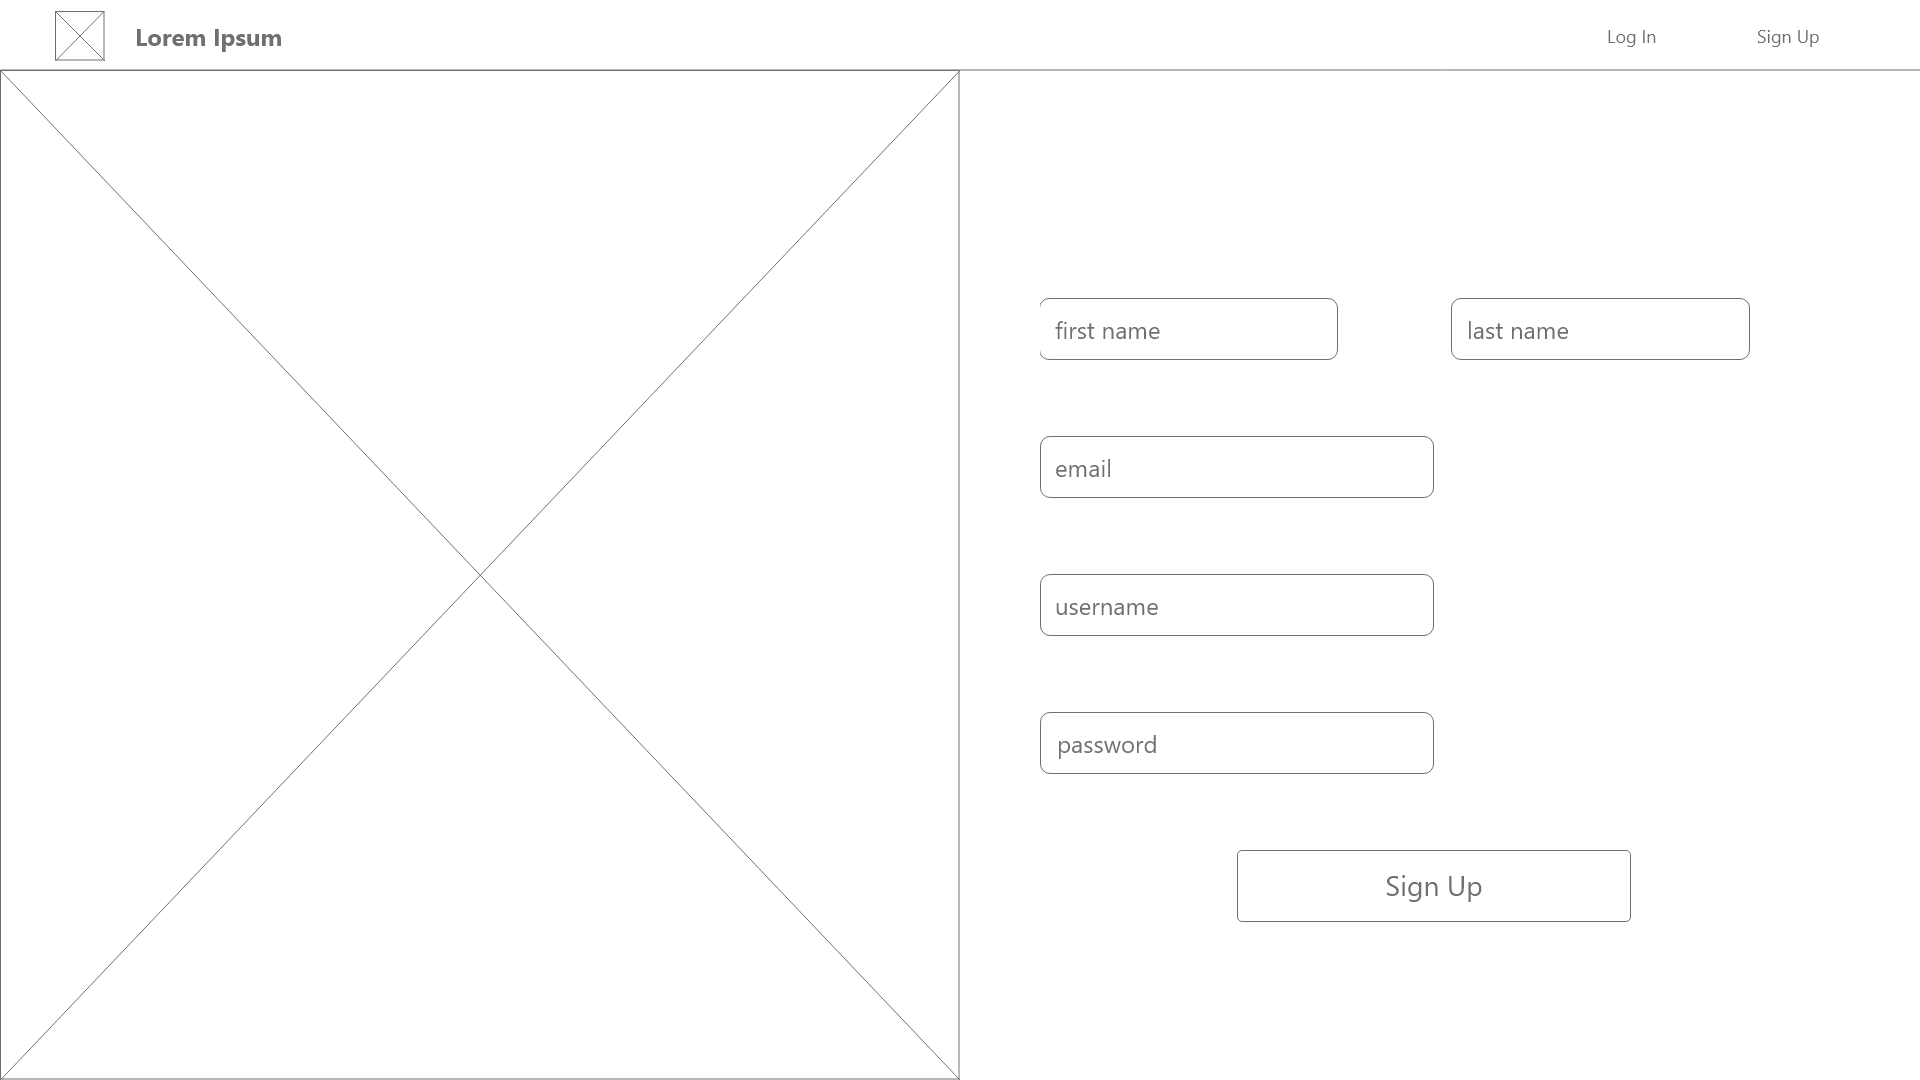 Lorem Ipsum
Log In
Sign Up
first name
last name
email
username
password
Sign Up